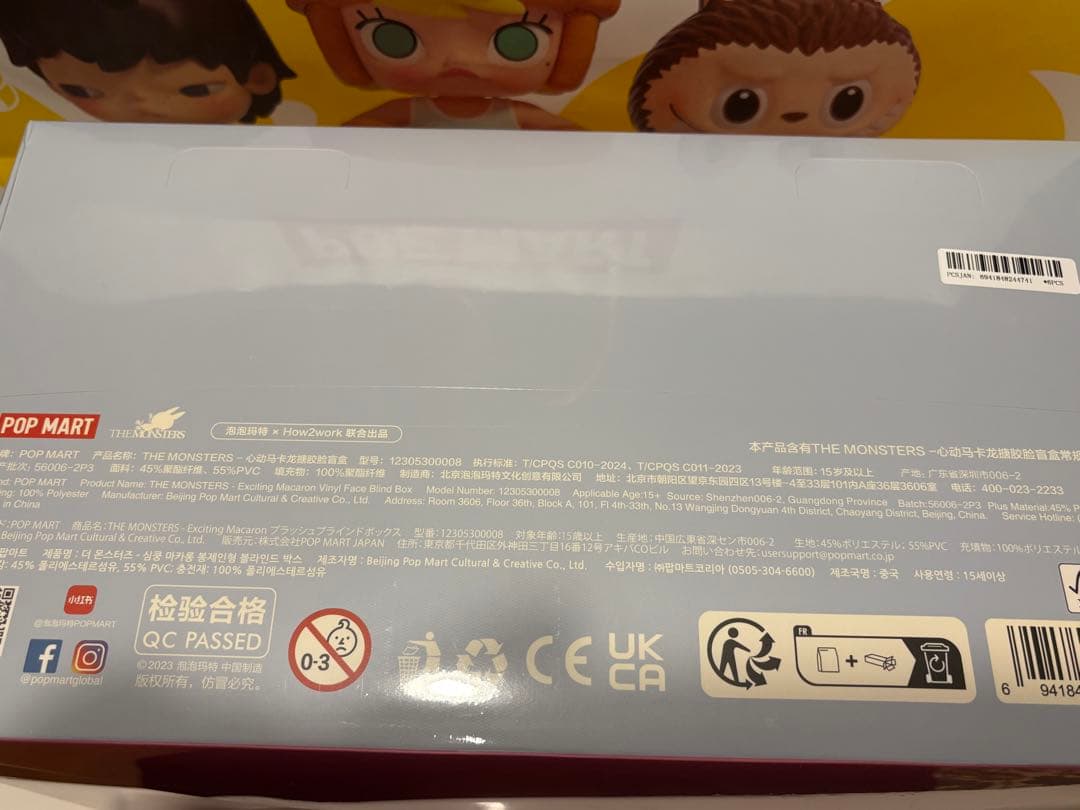 PCSJAN: 6941848244741 *6PCS
POP MART
THE MONSTERS
泡泡玛特 × How2work 联合出品
本产品含有THE MONSTERS -心动马卡龙搪胶脸盲盒常规
牌: POP MART 产品名称: THE MONSTERS -心动马卡龙搪胶脸盲盒 型号: 12305300008 执行标准: T/CPQS C010-2024、T/CPQS C011-2023 年龄范围: 15岁及以上 产地: 广东省深圳市006-2
产批次: 56006-2P3 面料: 45%聚酯纤维、55%PVC 填充物: 100%聚酯纤维 制造商: 北京泡泡玛特文化创意有限公司 地址: 北京市朝阳区望京东园四区13号楼-4至33层101内A座36层3606室 电话: 400-023-2233
nd: POP MART Product Name: THE MONSTERS - Exciting Macaron Vinyl Face Blind Box Model Number: 12305300008 Applicable Age:15+ Source: Shenzhen006-2, Guangdong Province Batch:56006-2P3 Plus Material:45% P
ing: 100% Polyester Manufacturer: Beijing Pop Mart Cultural & Creative Co., Ltd. Address: Room 3606, Floor 36th, Block A, 101, Fl 4th-33th, No.13 Wangjing Dongyuan 4th District, Chaoyang District, Beijing, China. Service Hotline:
in China
ド: POP MART 商品名:THE MONSTERS - Exciting Macaron プラッシュブラインドボックス 型番:12305300008 対象年齢:15歳以上 生産地:中国広東省深セン市006-2 生地:45%ポリエステル; 55%PVC 充填物:100%ポリエステル
Beijing Pop Mart Cultural & Creative Co., Ltd. 販売元:株式会社POP MART JAPAN 住所:東京都千代田区外神田三丁目16番12号アキバCOビル お問い合わせ先:usersupport@popmart.co.jp
팝마트 제품명: 더 몬스터즈 - 심쿵 마카롱 봉제인형 블라인드 박스 제조자명: Beijing Pop Mart Cultural & Creative Co., Ltd. 수입자명: ㈜팝마트코리아 (0505-304-6600) 제조국명: 중국 사용연령: 15세이상
감: 45% 폴리에스테르섬유, 55% PVC: 충전재: 100% 폴리에스테르섬유
小红书
@泡泡玛特POPMART
@popmartglobal
检验合格
QC PASSED
©2023 泡泡玛特 中国制造
版权所有，仿冒必究。
0-3
CE
UK
CA
FR
+
6 94184